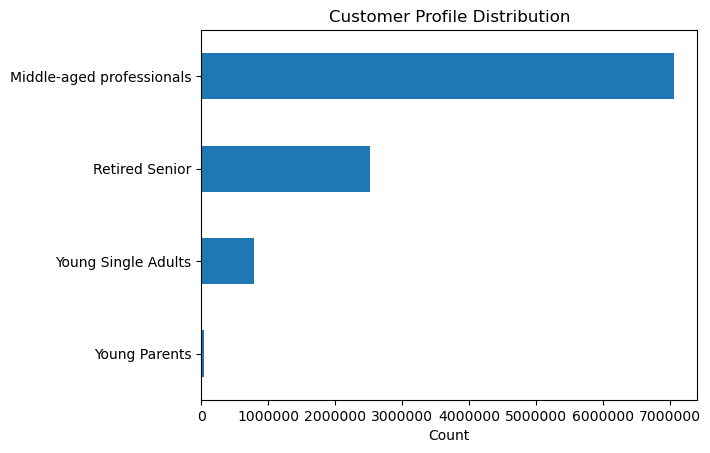 Customer Profile Distribution
Middle-aged professionals
Retired Senior
Young Single Adults
Young Parents
0 1000000 2000000 3000000 4000000 5000000 6000000 7000000
Count